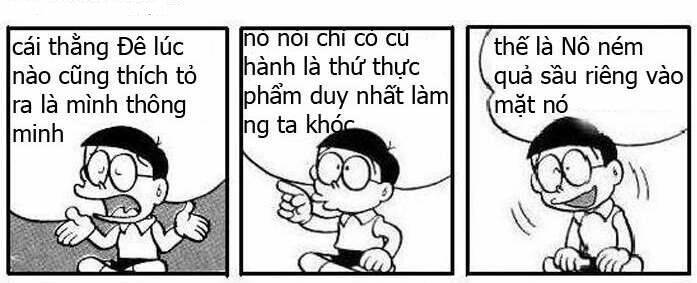 cái thằng Đê lúc
nào cũng thích tỏ
ra là mình thông
minh
nó nói chỉ có củ
hành là thứ thực
phẩm duy nhất làm
ng ta khóc
thế là Nô ném
quả sầu riêng vào
mặt nó